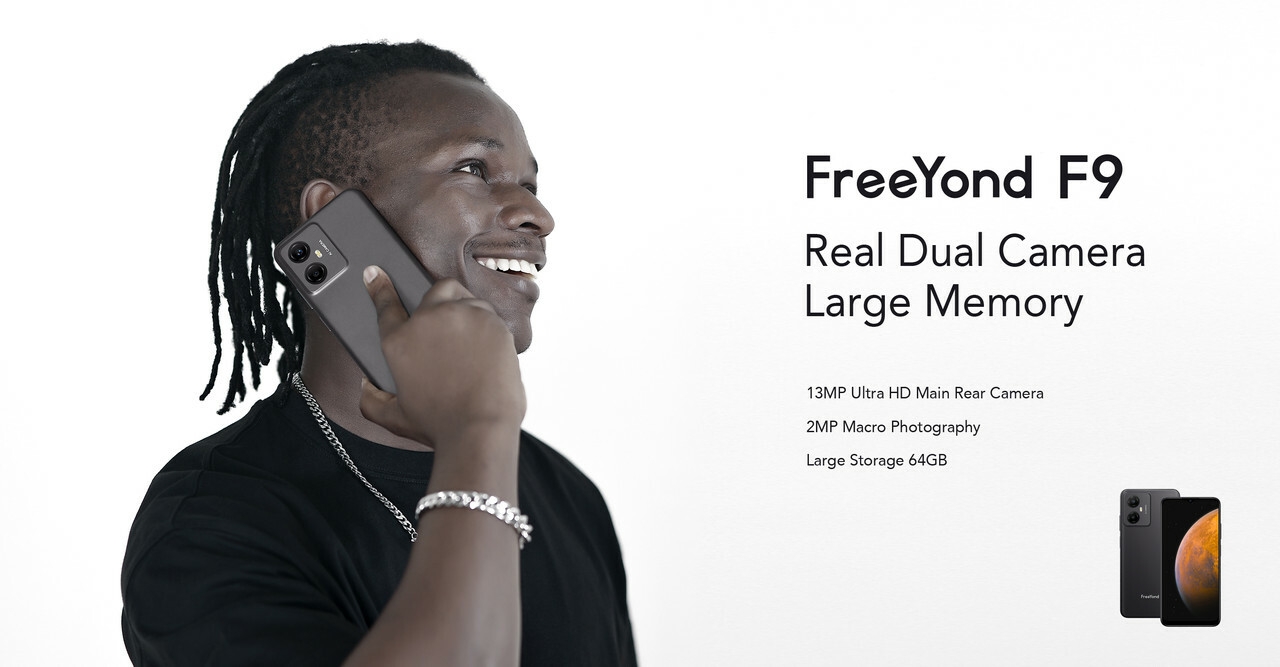 FreeYond F9
Real Dual Camera
Large Memory
13MP Ultra HD Main Rear Camera
2MP Macro Photography
Large Storage 64GB
FreeYond